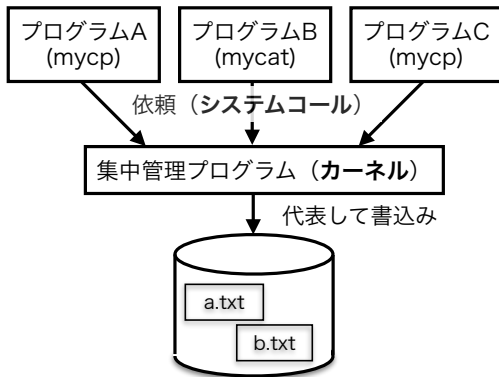 プログラムA
(mycp)
プログラムB
(mycat)
プログラムC
(mycp)
依頼（システムコール）
集中管理プログラム（カーネル）
代表して書込み
a.txt
b.txt